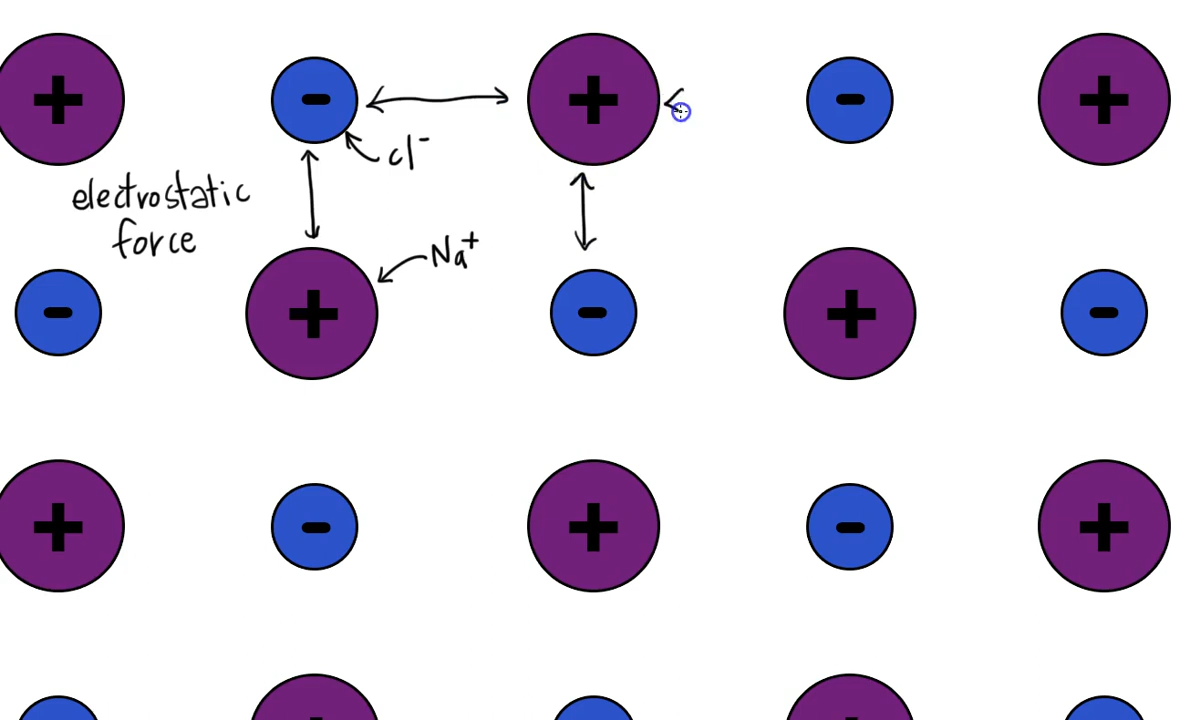 + - + - +
cl⁻
electrostatic
force
Na⁺
- + - + -
+ - + - +